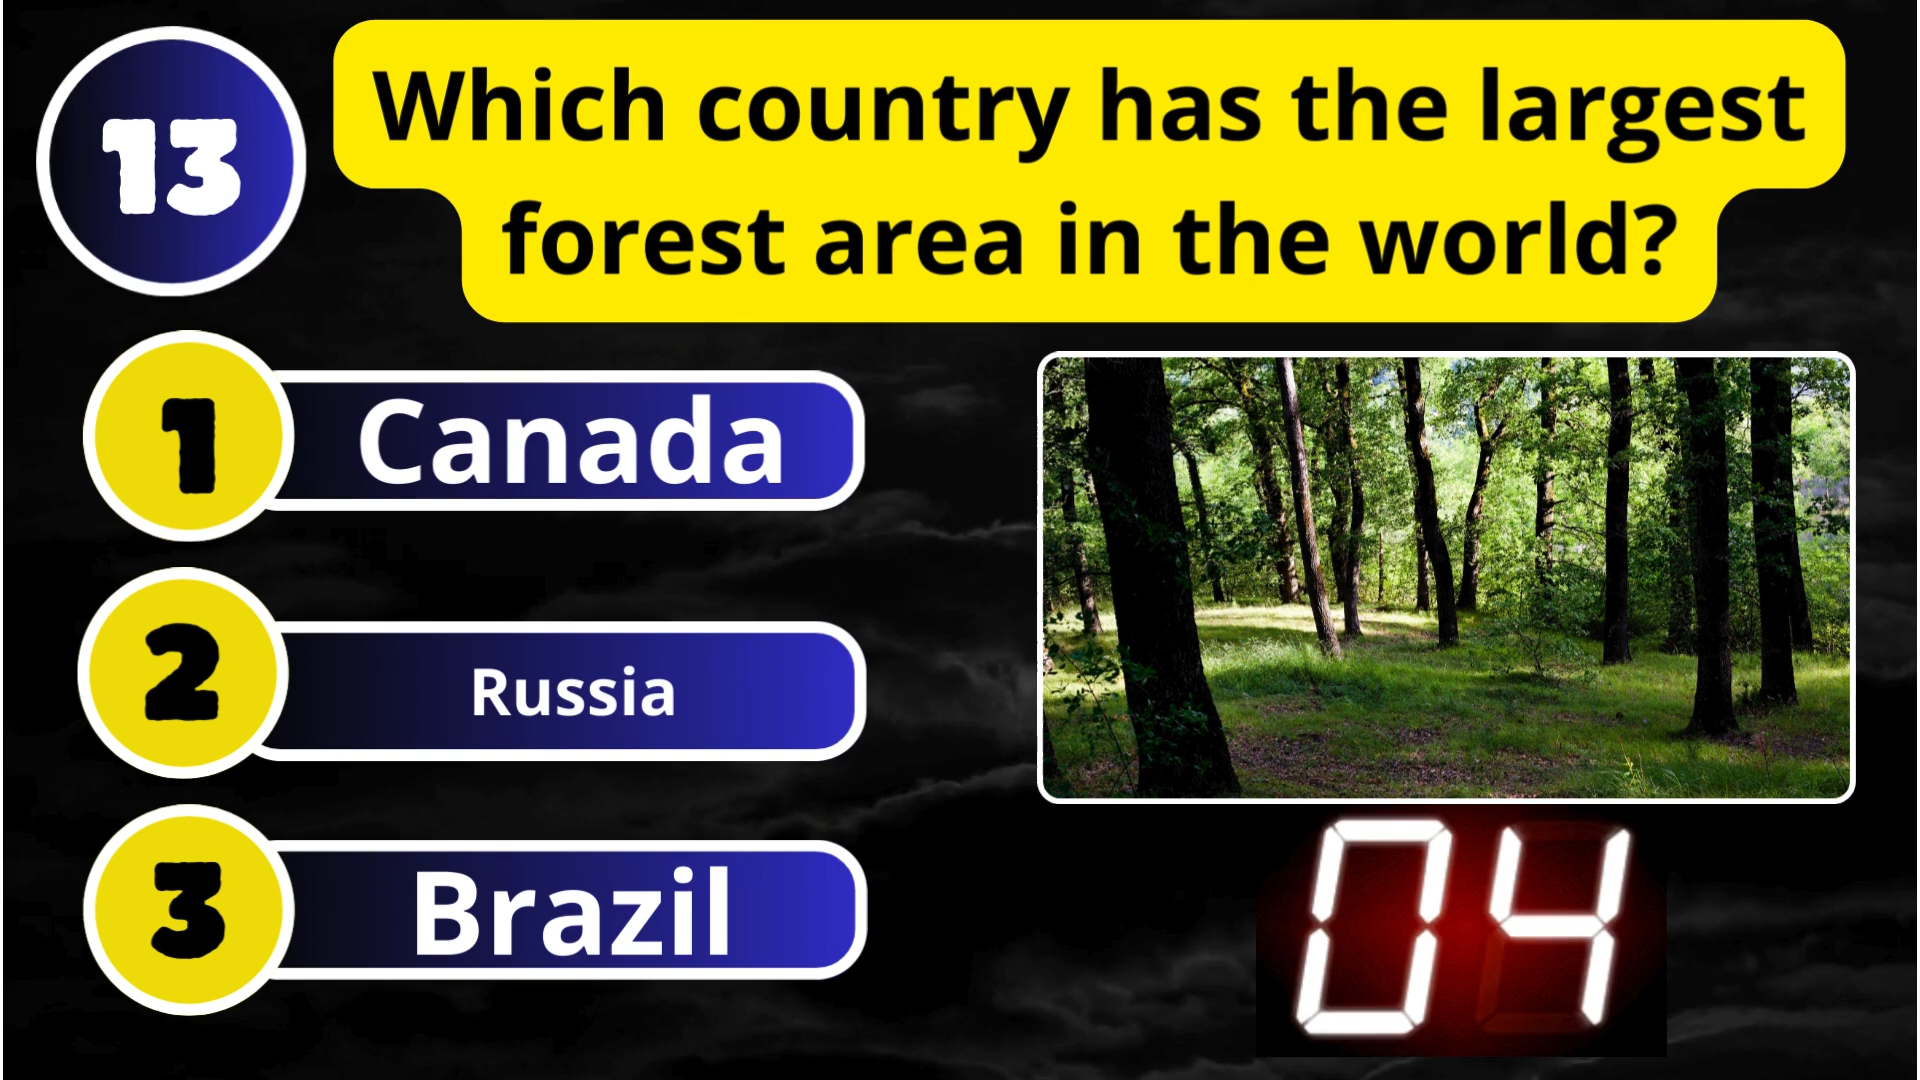 13
Which country has the largest
forest area in the world?
1
Canada
2
Russia
3
Brazil
04